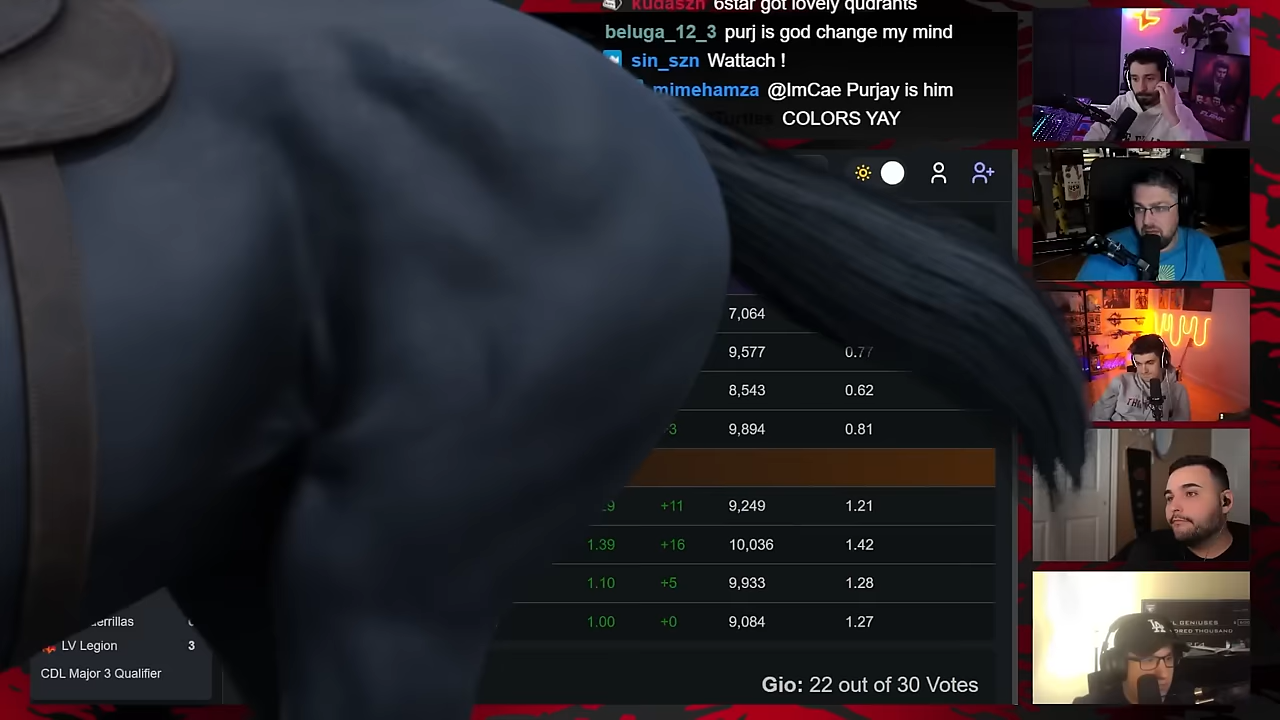 kudaszh 6star got lovely qudrants
beluga_12_3 purj is god change my mind
sin_szn Wattach !
mimehamza @ImCae Purjay is him
COLORS YAY
7,064
9,577 0.77
8,543 0.62
9,894 0.81
+11 9,249 1.21
1.39 +16 10,036 1.42
1.10 +5 9,933 1.28
1.00 +0 9,084 1.27
LV Legion 3
CDL Major 3 Qualifier
Gio: 22 out of 30 Votes
LA